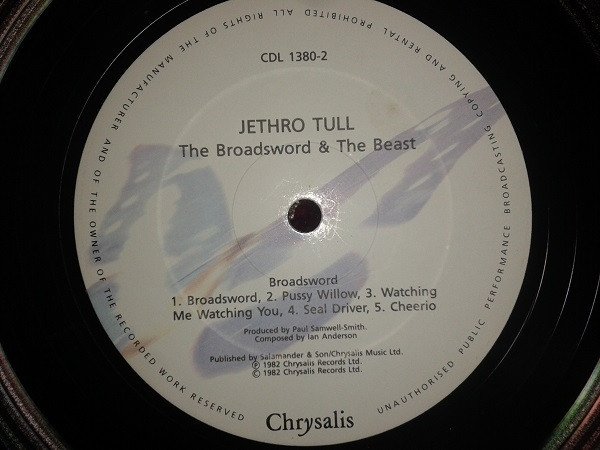 CDL 1380-2
JETHRO TULL
The Broadsword & The Beast
Broadsword
1. Broadsword, 2. Pussy Willow, 3. Watching
Me Watching You, 4. Seal Driver, 5. Cheerio
Produced by Paul Samwell-Smith.
Composed by Ian Anderson
Published by Salamander & Son/Chrysalis Music Ltd.
℗ 1982 Chrysalis Records Ltd.
© 1982 Chrysalis Records Ltd.
Chrysalis
ALL RIGHTS OF THE MANUFACTURER AND OF THE OWNER OF THE RECORDED WORK RESERVED
UNAUTHORISED PUBLIC PERFORMANCE BROADCASTING COPYING AND RENTAL PROHIBITED